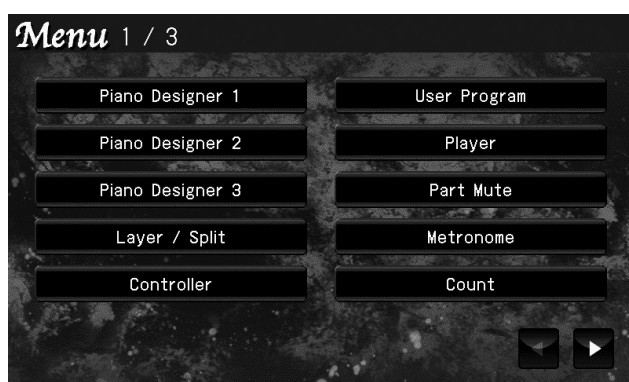 Menu 1 / 3
Piano Designer 1
Piano Designer 2
Piano Designer 3
Layer / Split
Controller
User Program
Player
Part Mute
Metronome
Count